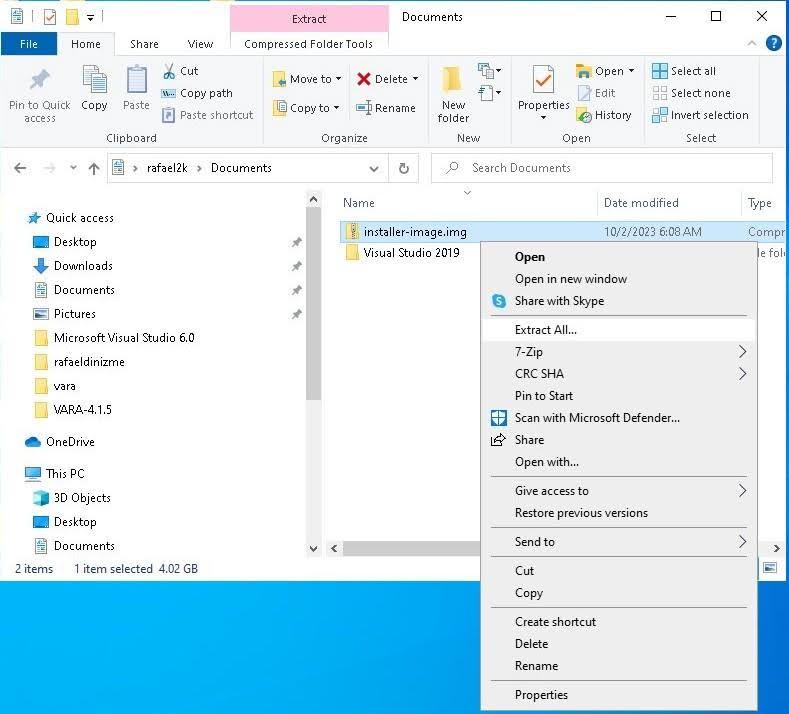 Extract
Documents
File
Home
Share
View
Compressed Folder Tools
Pin to Quick access
Copy
Paste
Cut
Copy path
Paste shortcut
Clipboard
Move to
Copy to
Delete
Rename
Organize
New folder
New
Properties
Open
Edit
History
Open
Select all
Select none
Invert selection
Select
rafael2k
Documents
Search Documents
Name
Date modified
Type
Quick access
Desktop
Downloads
Documents
Pictures
Microsoft Visual Studio 6.0
rafaeldinizme
vara
VARA-4.1.5
OneDrive
This PC
3D Objects
Desktop
Documents
installer-image.img
10/2/2023 6:08 AM
Compr
Visual Studio 2019
le fol
Open
Open in new window
Share with Skype
Extract All...
7-Zip
CRC SHA
Pin to Start
Scan with Microsoft Defender...
Share
Open with...
Give access to
Restore previous versions
Send to
Cut
Copy
Create shortcut
Delete
Rename
Properties
2 items
1 item selected 4.02 GB